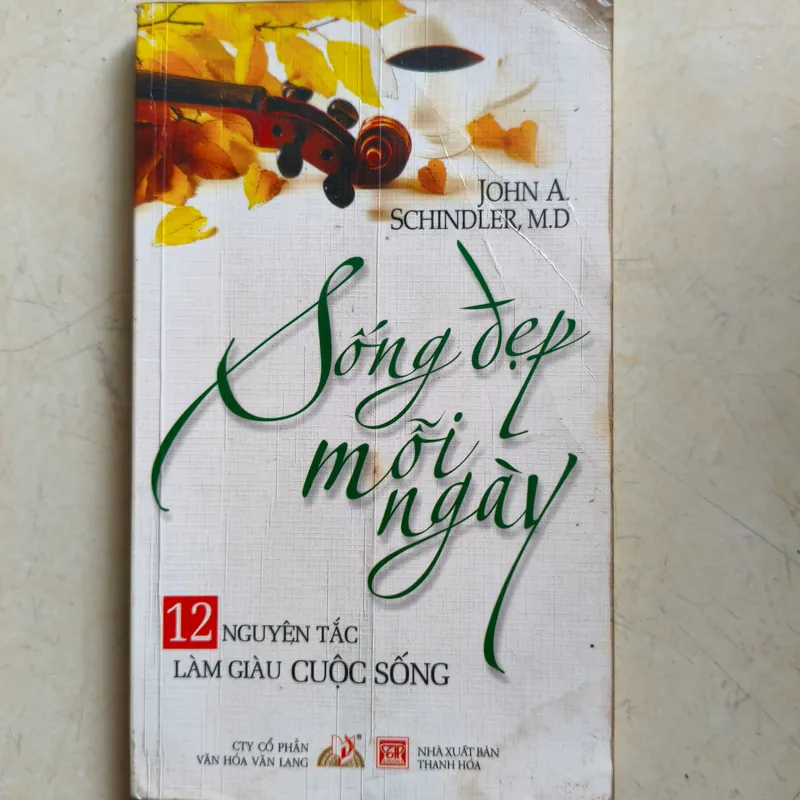 JOHN A.
SCHINDLER, M.D
Sống đẹp
mỗi
ngày
12 NGUYÊN TẮC
LÀM GIÀU CUỘC SỐNG
CTY CỔ PHẦN
VĂN HÓA VĂN LANG
NHÀ XUẤT BẢN
THANH HÓA